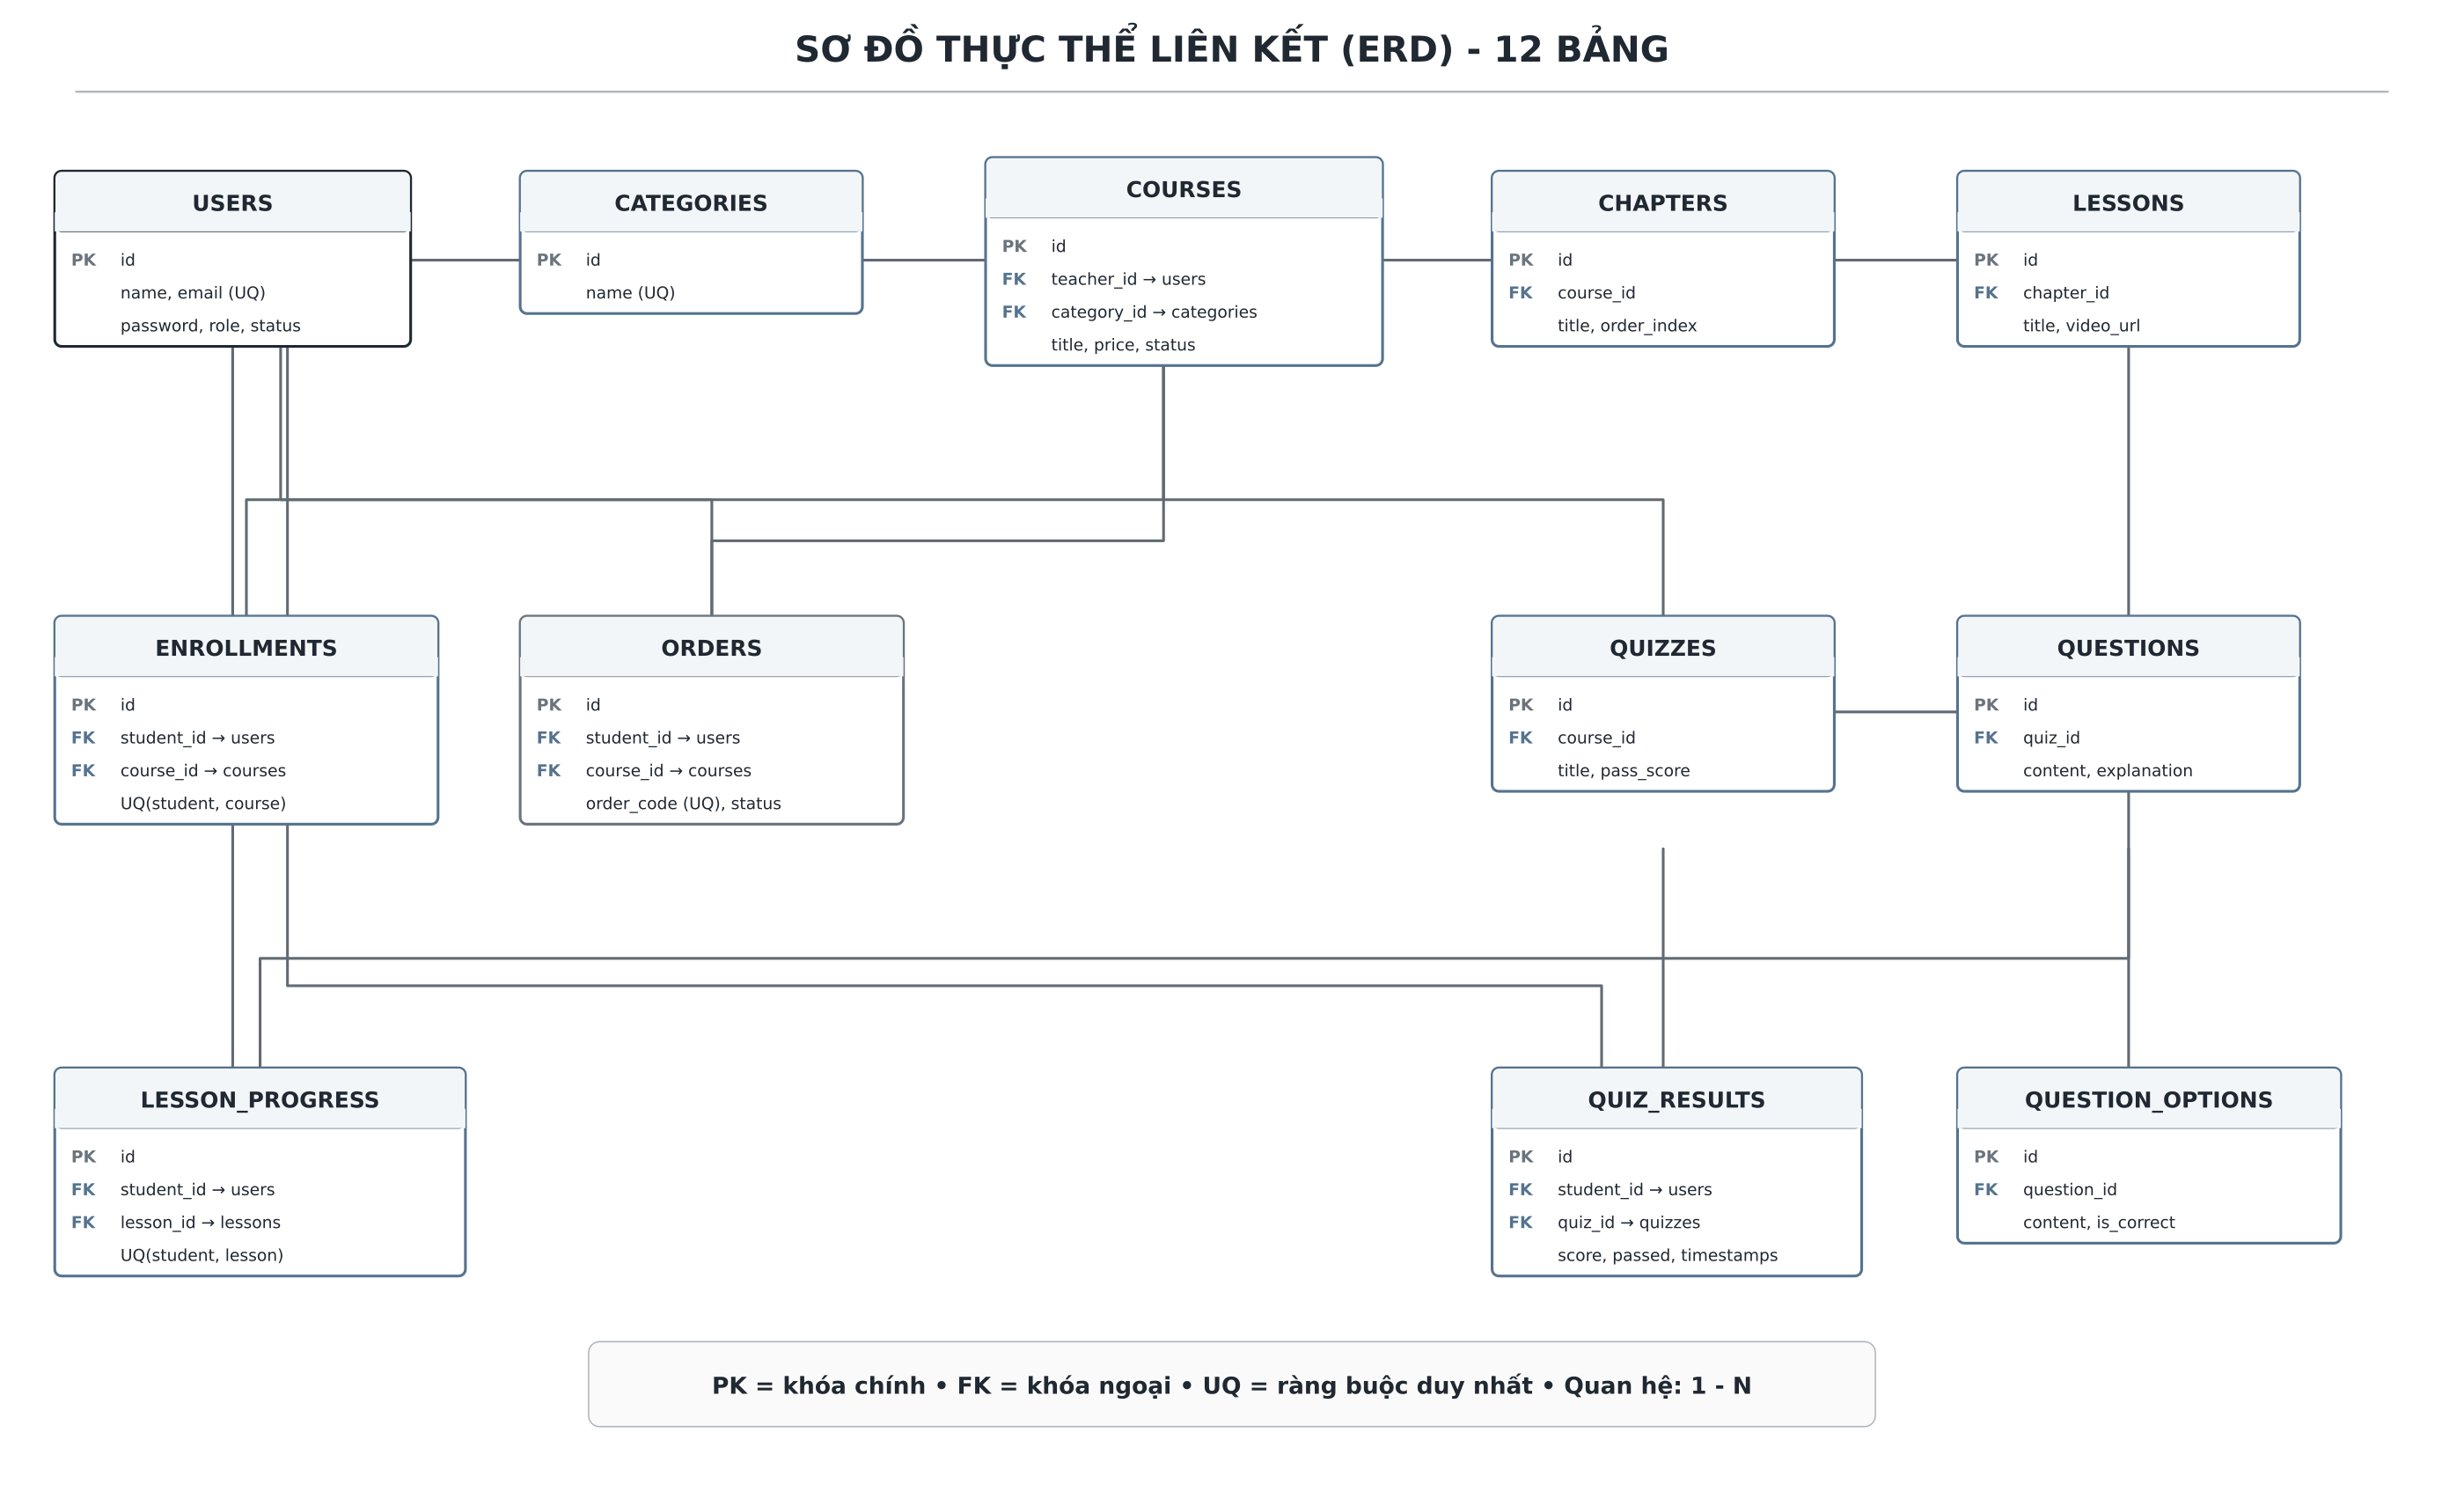 SƠ ĐỒ THỰC THỂ LIÊN KẾT (ERD) - 12 BẢNG
USERS
PK id
name, email (UQ)
password, role, status
CATEGORIES
PK id
name (UQ)
COURSES
PK id
FK teacher_id → users
FK category_id → categories
title, price, status
CHAPTERS
PK id
FK course_id
title, order_index
LESSONS
PK id
FK chapter_id
title, video_url
ENROLLMENTS
PK id
FK student_id → users
FK course_id → courses
UQ(student, course)
ORDERS
PK id
FK student_id → users
FK course_id → courses
order_code (UQ), status
QUIZZES
PK id
FK course_id
title, pass_score
QUESTIONS
PK id
FK quiz_id
content, explanation
LESSON_PROGRESS
PK id
FK student_id → users
FK lesson_id → lessons
UQ(student, lesson)
QUIZ_RESULTS
PK id
FK student_id → users
FK quiz_id → quizzes
score, passed, timestamps
QUESTION_OPTIONS
PK id
FK question_id
content, is_correct
PK = khóa chính • FK = khóa ngoại • UQ = ràng buộc duy nhất • Quan hệ: 1 - N